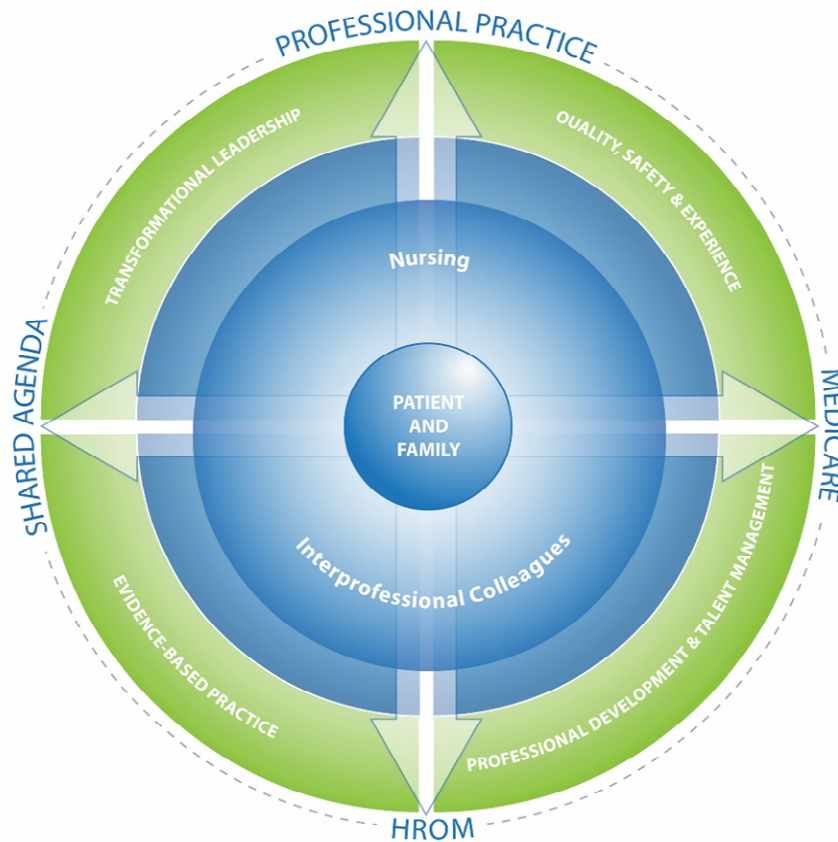 PROFESSIONAL PRACTICE
TRANSFORMATIONAL LEADERSHIP
QUALITY, SAFETY & EXPERIENCE
Nursing
SHARED AGENDA
PATIENT
AND
FAMILY
MEDICARE
Interprofessional Colleagues
EVIDENCE-BASED PRACTICE
PROFESSIONAL DEVELOPMENT & TALENT MANAGEMENT
HROM